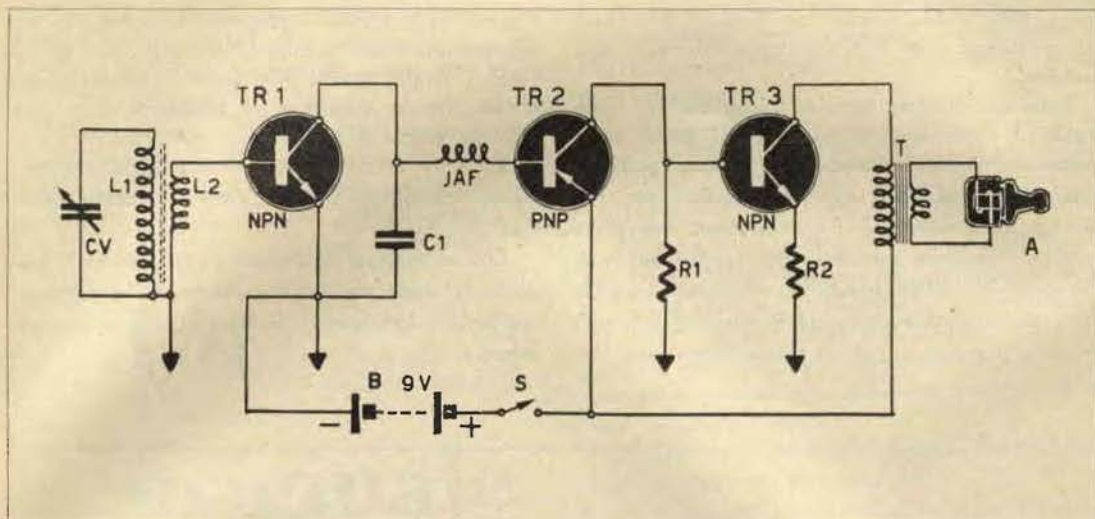 TR 1
TR 2
TR 3
L1
L2
CV
NPN
JAF
PNP
NPN
C1
R1
R2
T
A
B
9V
S
-
+